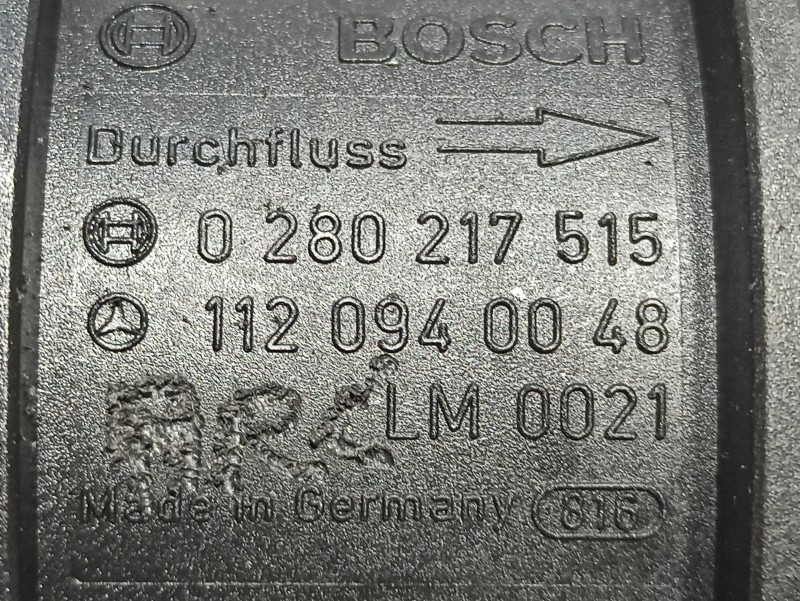 BOSCH
Durchfluss
0 280 217 515
112 094 00 48
LM 0021
Made in Germany 816